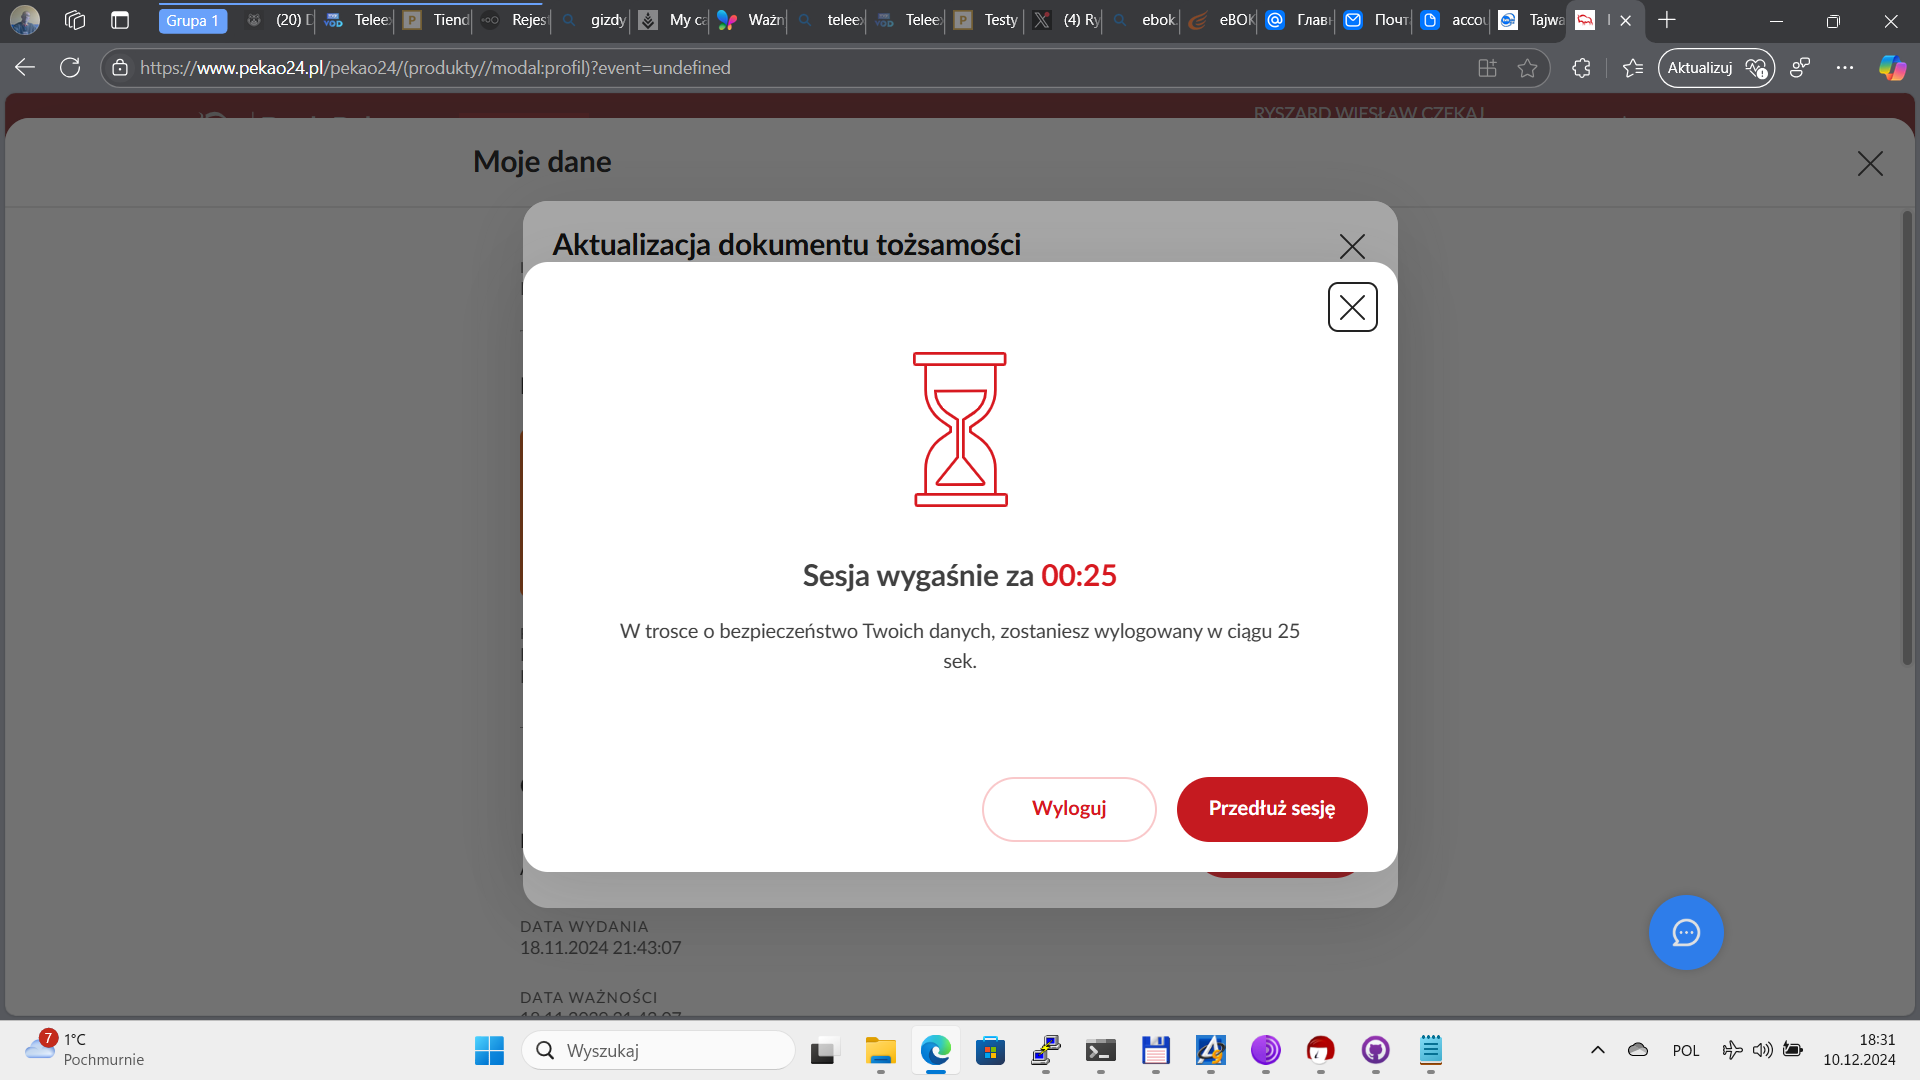 Grupa 1
(20) D
Telee
Tiend
Rejes
gizdy
My ca
Ważn
telee
Telee
Testy
(4) Ry
ebok.
eBOK
Главн
Почт
accou
Tajwa
https://www.pekao24.pl/pekao24/(produkty//modal:profil)?event=undefined
Aktualizuj
RYSZARD WIESŁAW CZEKAJ
Moje dane
Aktualizacja dokumentu tożsamości
Sesja wygaśnie za 00:25
W trosce o bezpieczeństwo Twoich danych, zostaniesz wylogowany w ciągu 25
sek.
Wyloguj
Przedłuż sesję
DATA WYDANIA
18.11.2024 21:43:07
DATA WAŻNOŚCI
7
1°C
Pochmurnie
Wyszukaj
POL
18:31
10.12.2024